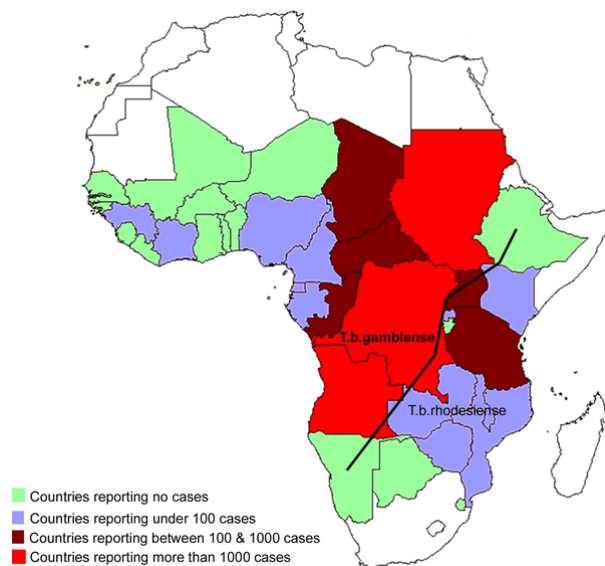 T.b.gambiense
T.b.rhodesiense
Countries reporting no cases
Countries reporting under 100 cases
Countries reporting between 100 & 1000 cases
Countries reporting more than 1000 cases